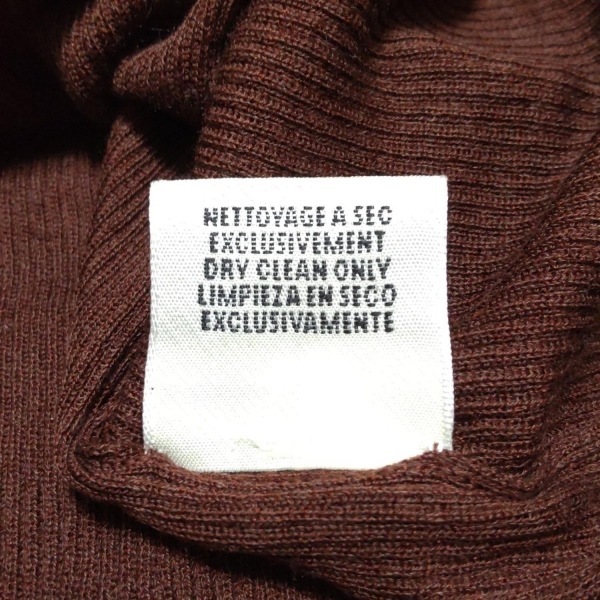 NETTOYAGE A SEC
EXCLUSIVEMENT
DRY CLEAN ONLY
LIMPIEZA EN SECO
EXCLUSIVAMENTE